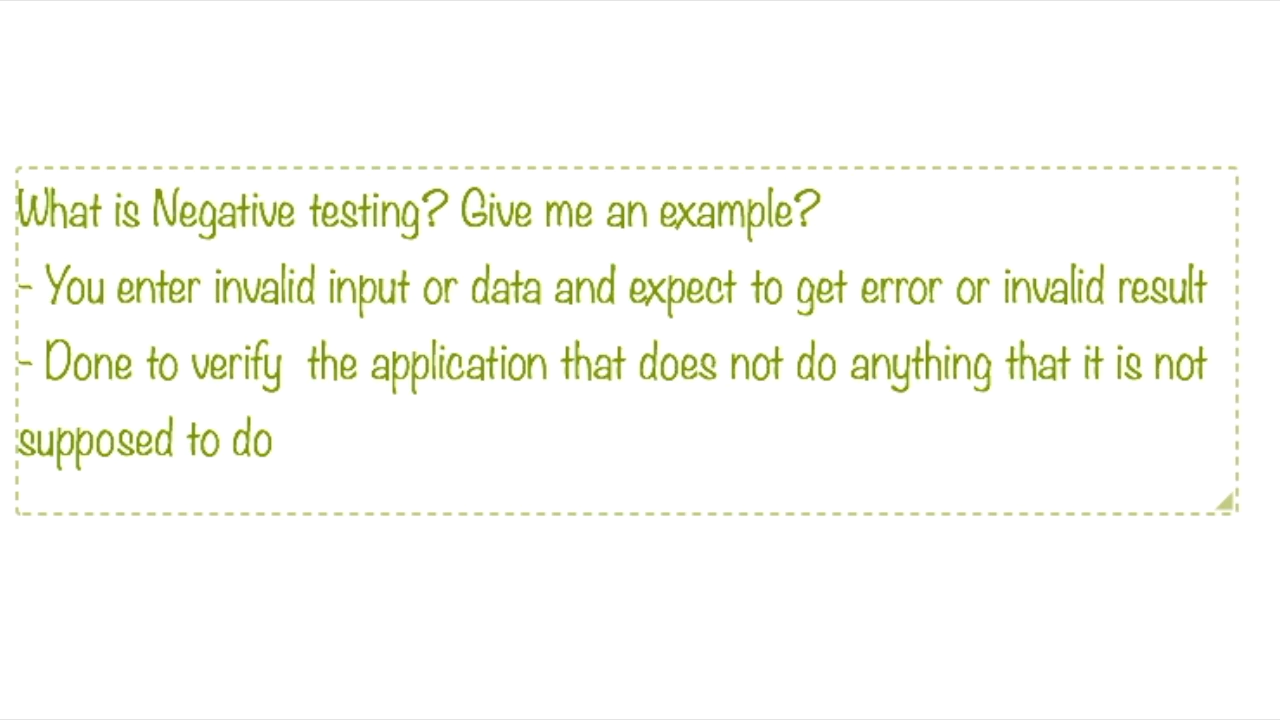 What is Negative testing? Give me an example?
- You enter invalid input or data and expect to get error or invalid result
- Done to verify  the application that does not do anything that it is not
supposed to do